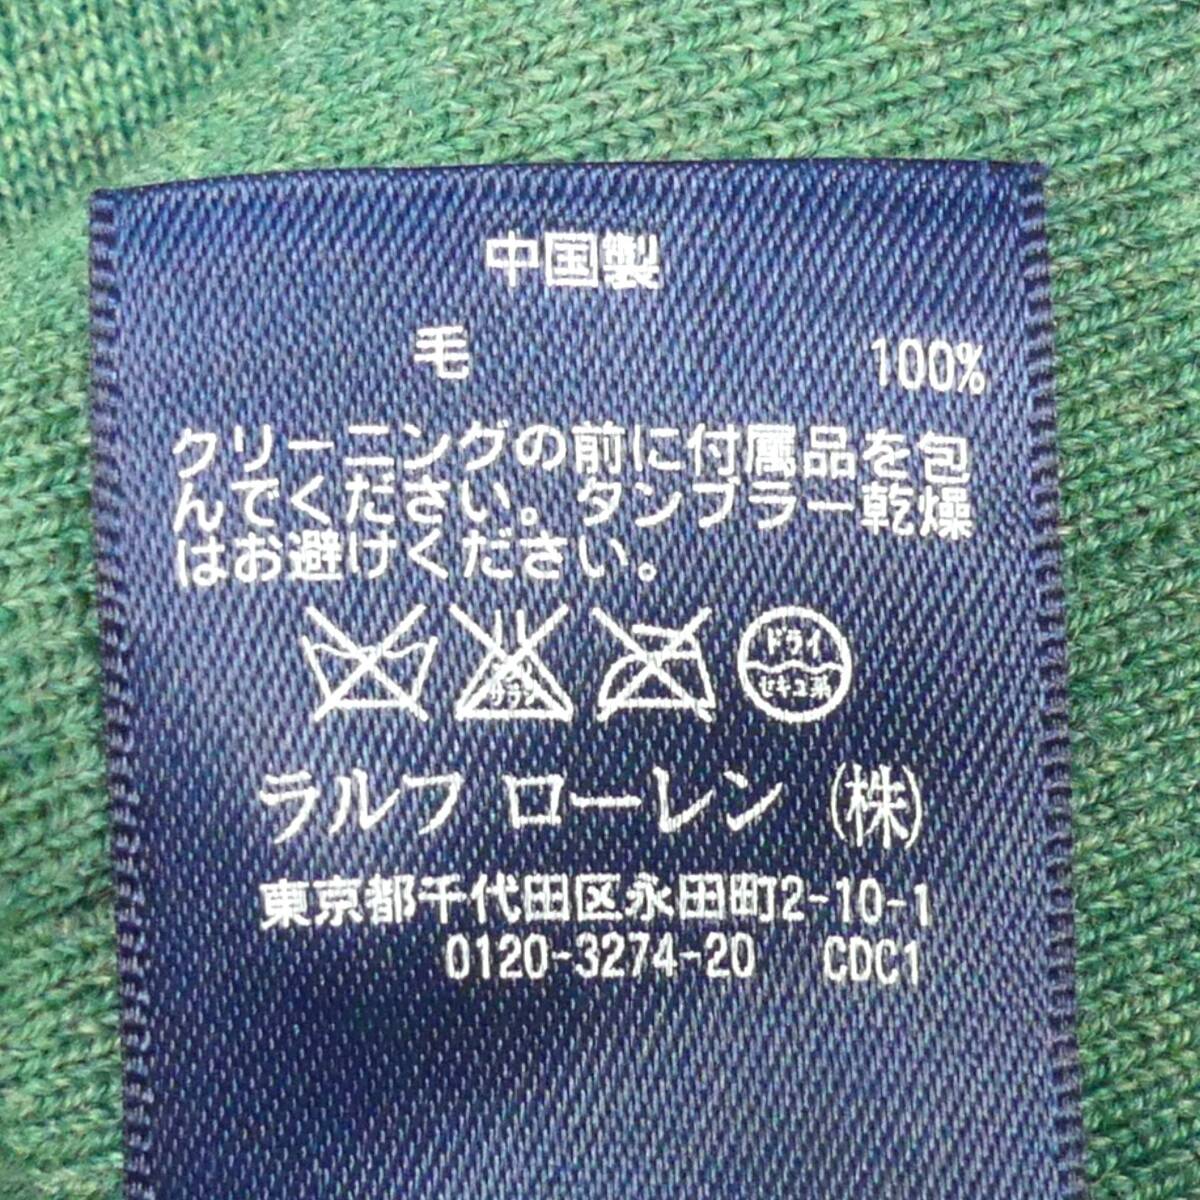 中国製
毛 100%
クリーニングの前に付属品を包
んでください。タンブラー乾燥
はお避けください。
サラシ
ドライ
セキユ系
ラルフ ローレン (株)
東京都千代田区永田町2-10-1
0120-3274-20 CDC1